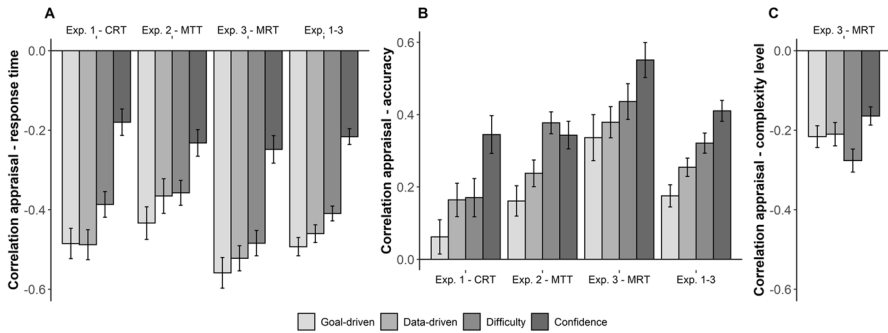 A
Exp. 1 - CRT
Exp. 2 - MTT
Exp. 3 - MRT
Exp. 1-3
0.0
-0.2
-0.4
-0.6
Correlation appraisal - response time
B
0.6
0.4
0.2
0.0
Correlation appraisal - accuracy
Exp. 1 - CRT
Exp. 2 - MTT
Exp. 3 - MRT
Exp. 1-3
C
Exp. 3 - MRT
0.0
-0.2
-0.4
-0.6
Correlation appraisal - complexity level
Goal-driven
Data-driven
Difficulty
Confidence